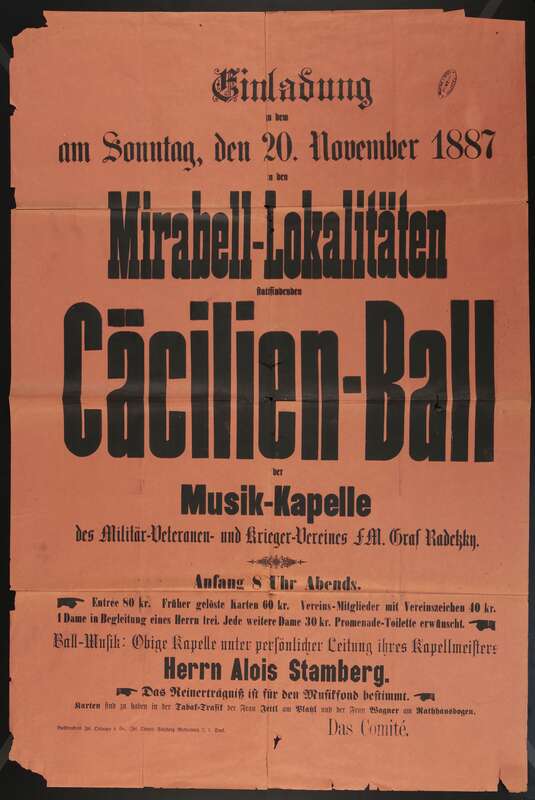 Einladung
zu dem
am Sonntag, den 20. November 1887
in den
Mirabell-Lokalitäten
stattfindenden
Cäcilien-Ball
der
Musik-Kapelle
des Militär-Veteranen- und Krieger-Vereines FM. Graf Radetzky.
Anfang 8 Uhr Abends.
Entrée 80 kr. Früher gelöste Karten 60 kr. Vereins-Mitglieder mit Vereinszeichen 40 kr.
1 Dame in Begleitung eines Herrn frei. Jede weitere Dame 30 kr. Promenade-Toilette erwünscht.
Ball-Musik: Obige Kapelle unter persönlicher Leitung ihres Kapellmeisters
Herrn Alois Stamberg.
Das Reinerträgniß ist für den Musikfond bestimmt.
Karten sind zu haben in der Tabak-Trafik der Frau Jettl am Platzl und der Frau Wagner am Rathhausbogen.
Das Comité.